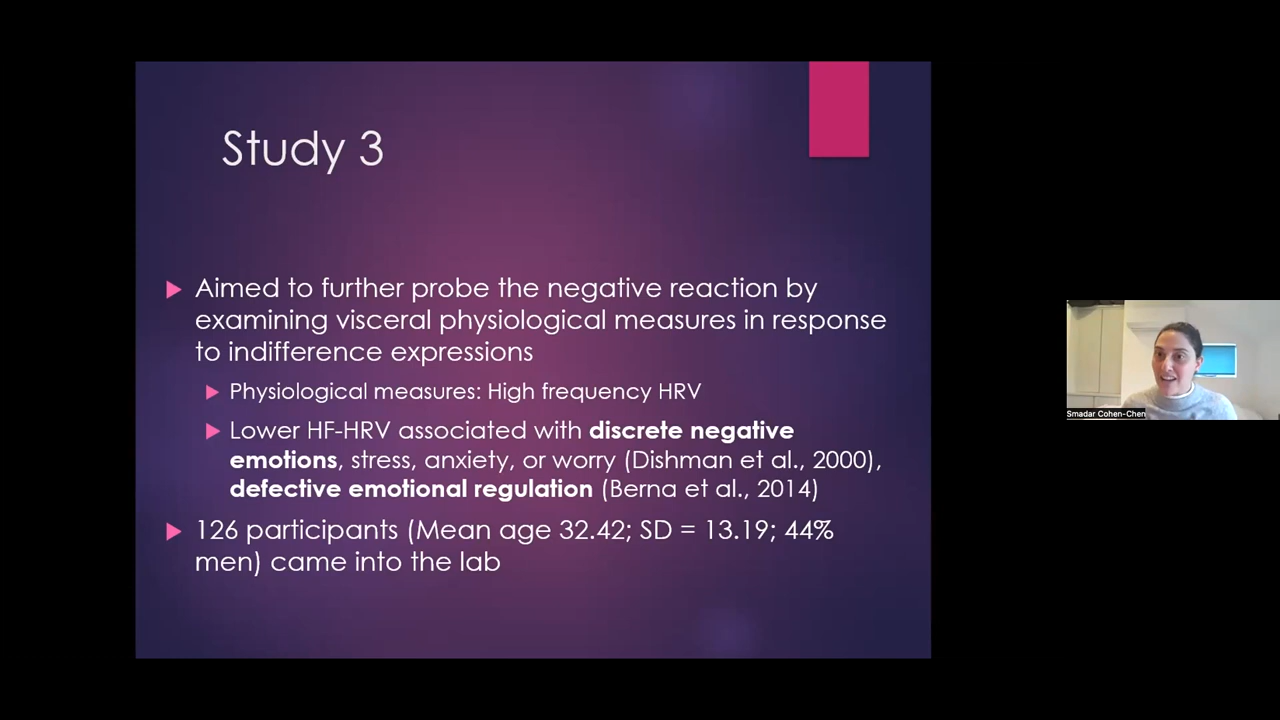 Study 3
Aimed to further probe the negative reaction by
examining visceral physiological measures in response
to indifference expressions
Physiological measures: High frequency HRV
Lower HF-HRV associated with discrete negative
emotions, stress, anxiety, or worry (Dishman et al., 2000),
defective emotional regulation (Berna et al., 2014)
126 participants (Mean age 32.42; SD = 13.19; 44%
men) came into the lab
Smadar Cohen-Chen